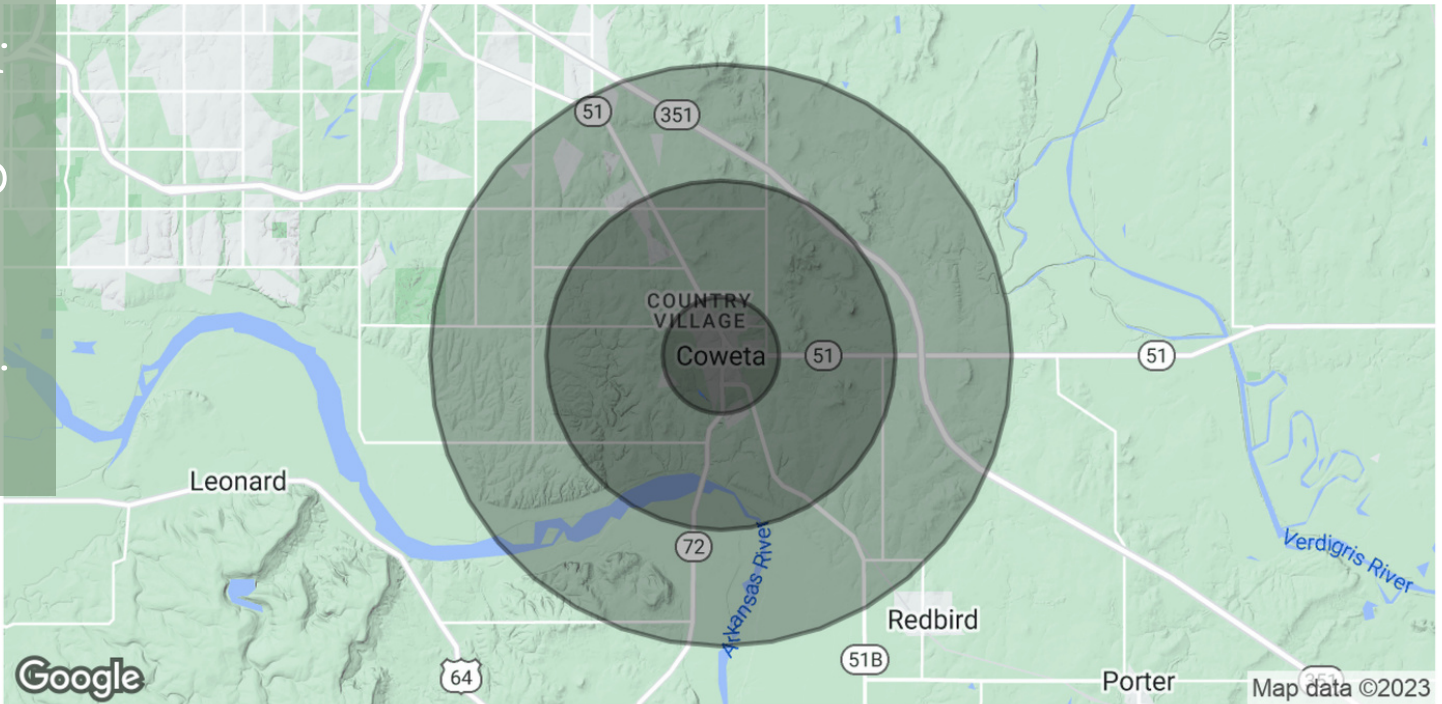 51
351
COUNTRY
VILLAGE
Coweta
51
51
Leonard
72
Arkansas River
Verdigris River
Redbird
51B
64
Porter
351
Google
Map data ©2023